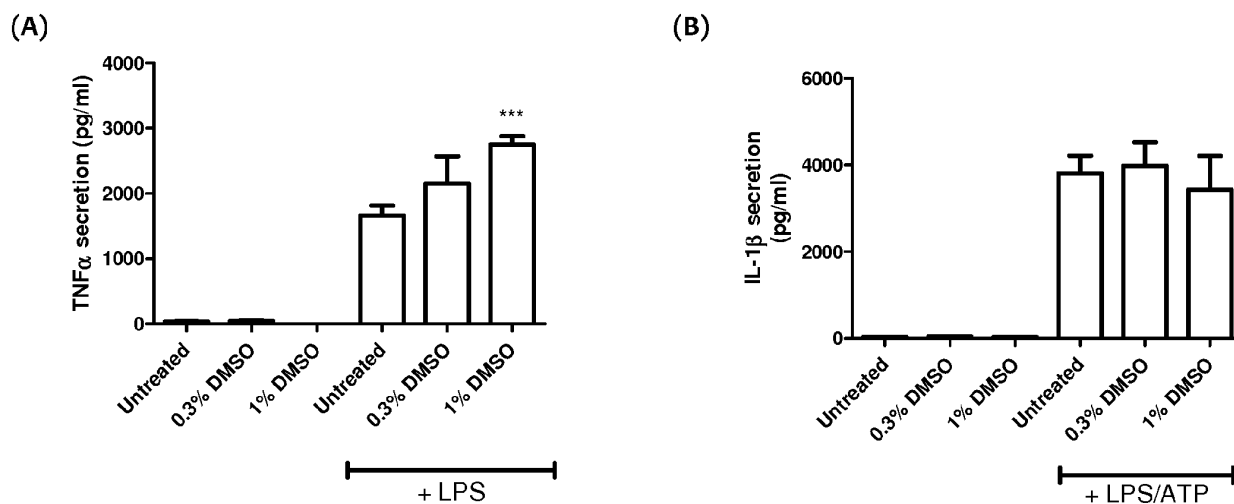 (A)
TNFα secretion (pg/ml)
4000
3000
2000
1000
0
***
Untreated
0.3% DMSO
1% DMSO
Untreated
0.3% DMSO
1% DMSO
+ LPS
(B)
IL-1β secretion
(pg/ml)
6000
4000
2000
0
Untreated
0.3% DMSO
1% DMSO
Untreated
0.3% DMSO
1% DMSO
+ LPS/ATP